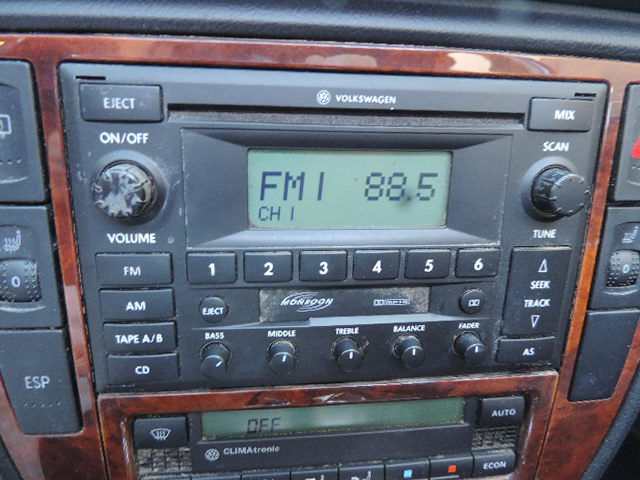 EJECT
VOLKSWAGEN
MIX
ON/OFF
SCAN
FM1 88.5
CH 1
VOLUME
TUNE
FM
1 2 3 4 5 6
SEEK
TRACK
AM
EJECT
MONSOON
TAPE A/B
BASS MIDDLE TREBLE BALANCE FADER
CD
AS
0
0
ESP
OFF
AUTO
CLIMAtronic
ECON